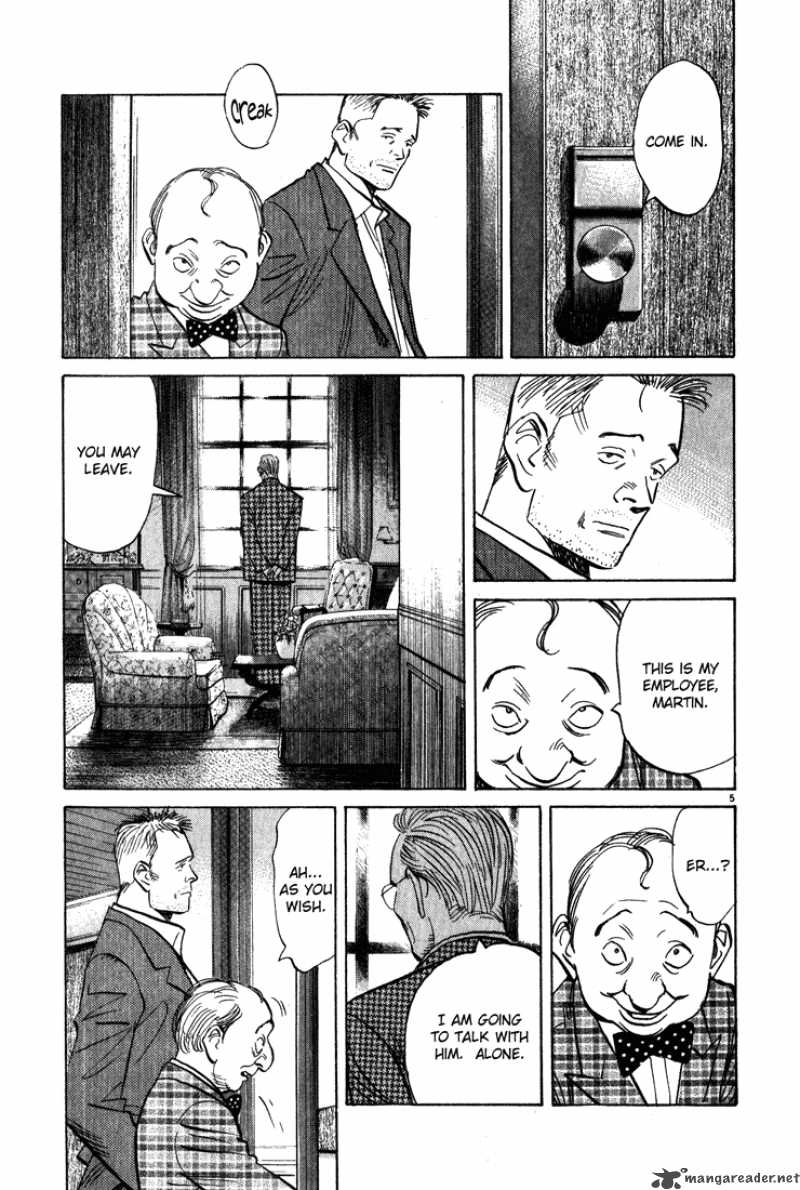 COME IN.
Creak
THIS IS MY
EMPLOYEE,
MARTIN.
YOU MAY
LEAVE.
5
ER...?
I AM GOING
TO TALK WITH
HIM. ALONE.
AH...
AS YOU
WISH.
mangareader.net